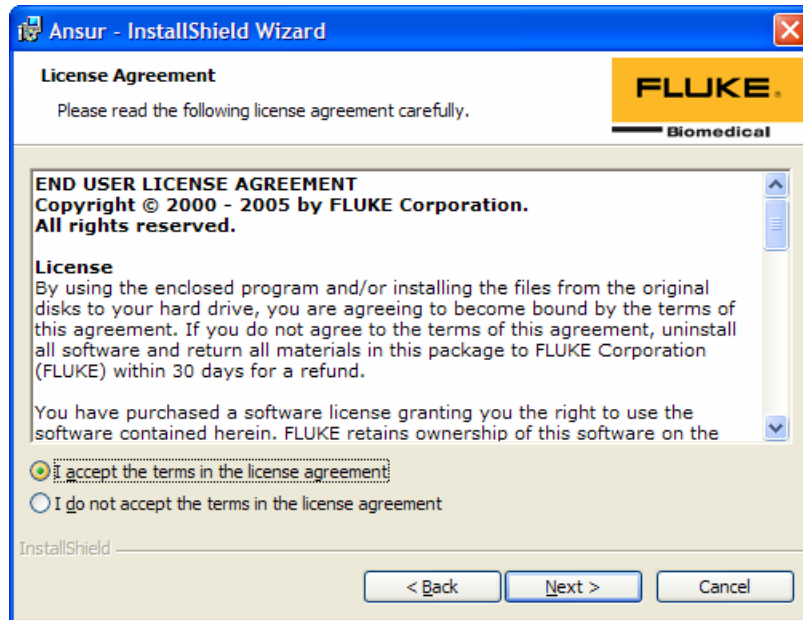 Ansur - InstallShield Wizard
License Agreement
Please read the following license agreement carefully.
FLUKE®
Biomedical
END USER LICENSE AGREEMENT
Copyright © 2000 - 2005 by FLUKE Corporation.
All rights reserved.
License
By using the enclosed program and/or installing the files from the original
disks to your hard drive, you are agreeing to become bound by the terms of
this agreement. If you do not agree to the terms of this agreement, uninstall
all software and return all materials in this package to FLUKE Corporation
(FLUKE) within 30 days for a refund.
You have purchased a software license granting you the right to use the
software contained herein. FLUKE retains ownership of this software on the
I accept the terms in the license agreement
I do not accept the terms in the license agreement
InstallShield
< Back
Next >
Cancel